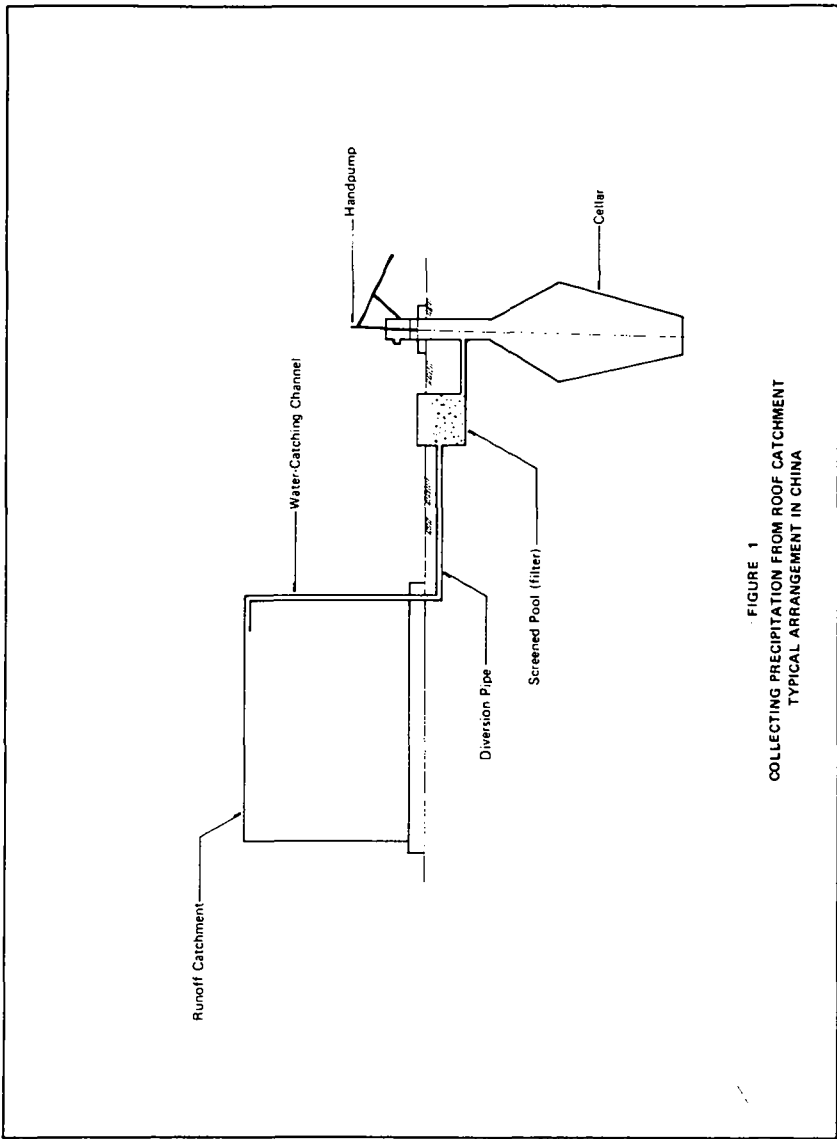 Runoff Catchment
Water-Catching Channel
Handpump
Diversion Pipe
Screened Pool (filter)
Cellar
FIGURE 1
COLLECTING PRECIPITATION FROM ROOF CATCHMENT
TYPICAL ARRANGEMENT IN CHINA